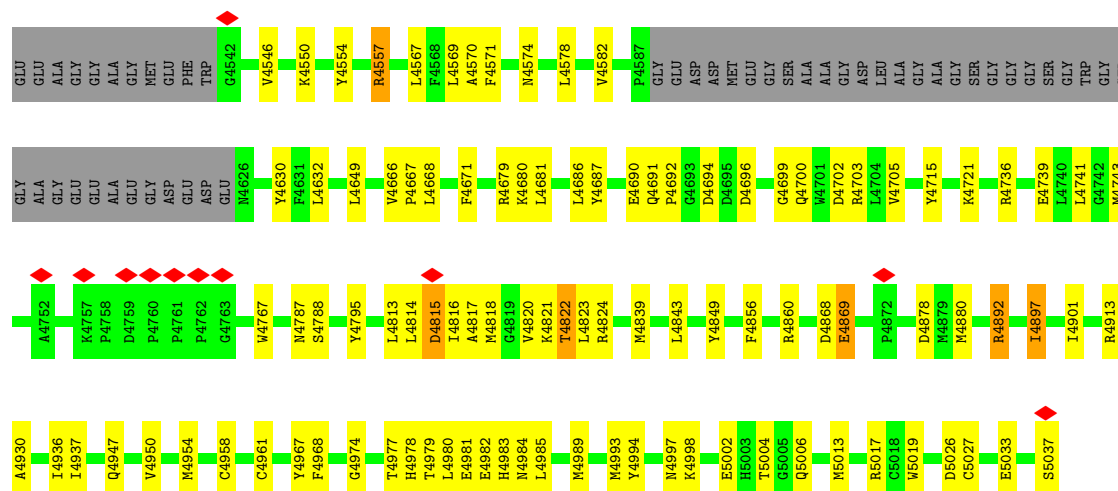 GLU GLU ALA GLY GLY ALA GLY MET GLU PHE TRP G4542 V4546 K4550 Y4554 R4557 L4567 F4568 L4569 A4570 F4571 N4574 L4578 V4582 P4587 GLY GLU ASP ASP MET GLU GLY SER ALA ALA GLY ASP LEU ALA GLY ALA GLY SER GLY GLY GLY SER GLY TRP GLY
GLY ALA GLY GLU GLU ALA GLU GLY ASP GLU ASP GLU N4626 Y4630 F4631 L4632 L4649 V4666 P4667 L4668 F4671 R4679 K4680 L4681 L4686 Y4687 E4690 Q4691 P4692 G4693 D4694 D4695 D4696 G4699 Q4700 W4701 D4702 R4703 L4704 V4705 Y4715 K4721 R4736 E4739 L4740 L4741 G4742 M4743
A4752 K4757 P4758 D4759 P4760 P4761 P4762 G4763 W4767 N4787 S4788 Y4795 L4813 L4814 D4815 I4816 A4817 M4818 G4819 V4820 K4821 T4822 L4823 R4824 M4839 L4843 Y4849 F4856 R4860 D4868 E4869 P4872 D4878 M4879 M4880 R4892 I4897 I4901 R4913
A4930 I4936 I4937 Q4947 V4950 M4954 C4958 C4961 Y4967 F4968 G4974 T4977 H4978 T4979 L4980 E4981 E4982 H4983 N4984 L4985 M4989 M4993 Y4994 N4997 K4998 E5002 H5003 T5004 G5005 Q5006 M5013 R5017 C5018 W5019 D5026 C5027 E5033 S5037